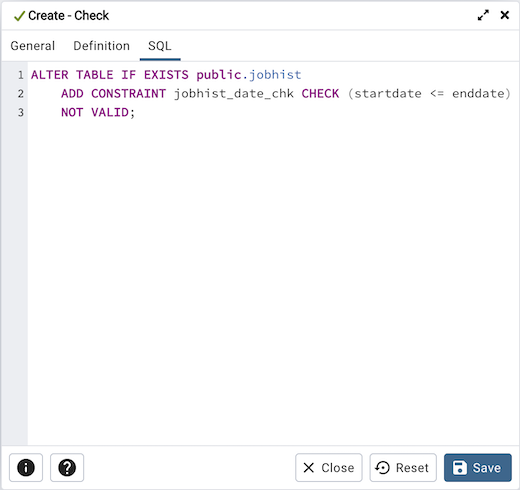 Create - Check
General Definition SQL
1 ALTER TABLE IF EXISTS public.jobhist
2 ADD CONSTRAINT jobhist_date_chk CHECK (startdate <= enddate)
3 NOT VALID;
Close Reset Save